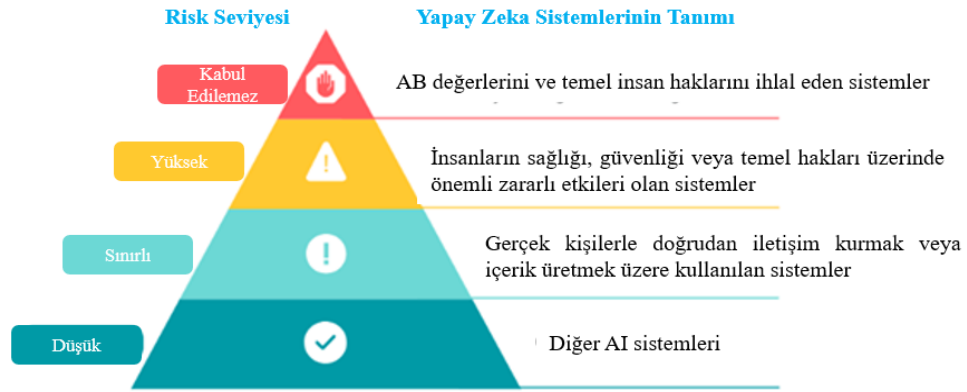 Risk Seviyesi
Yapay Zeka Sistemlerinin Tanımı
Kabul
Edilemez
AB değerlerini ve temel insan haklarını ihlal eden sistemler
Yüksek
İnsanların sağlığı, güvenliği veya temel hakları üzerinde
önemli zararlı etkileri olan sistemler
Sınırlı
Gerçek kişilerle doğrudan iletişim kurmak veya
içerik üretmek üzere kullanılan sistemler
Düşük
Diğer AI sistemleri